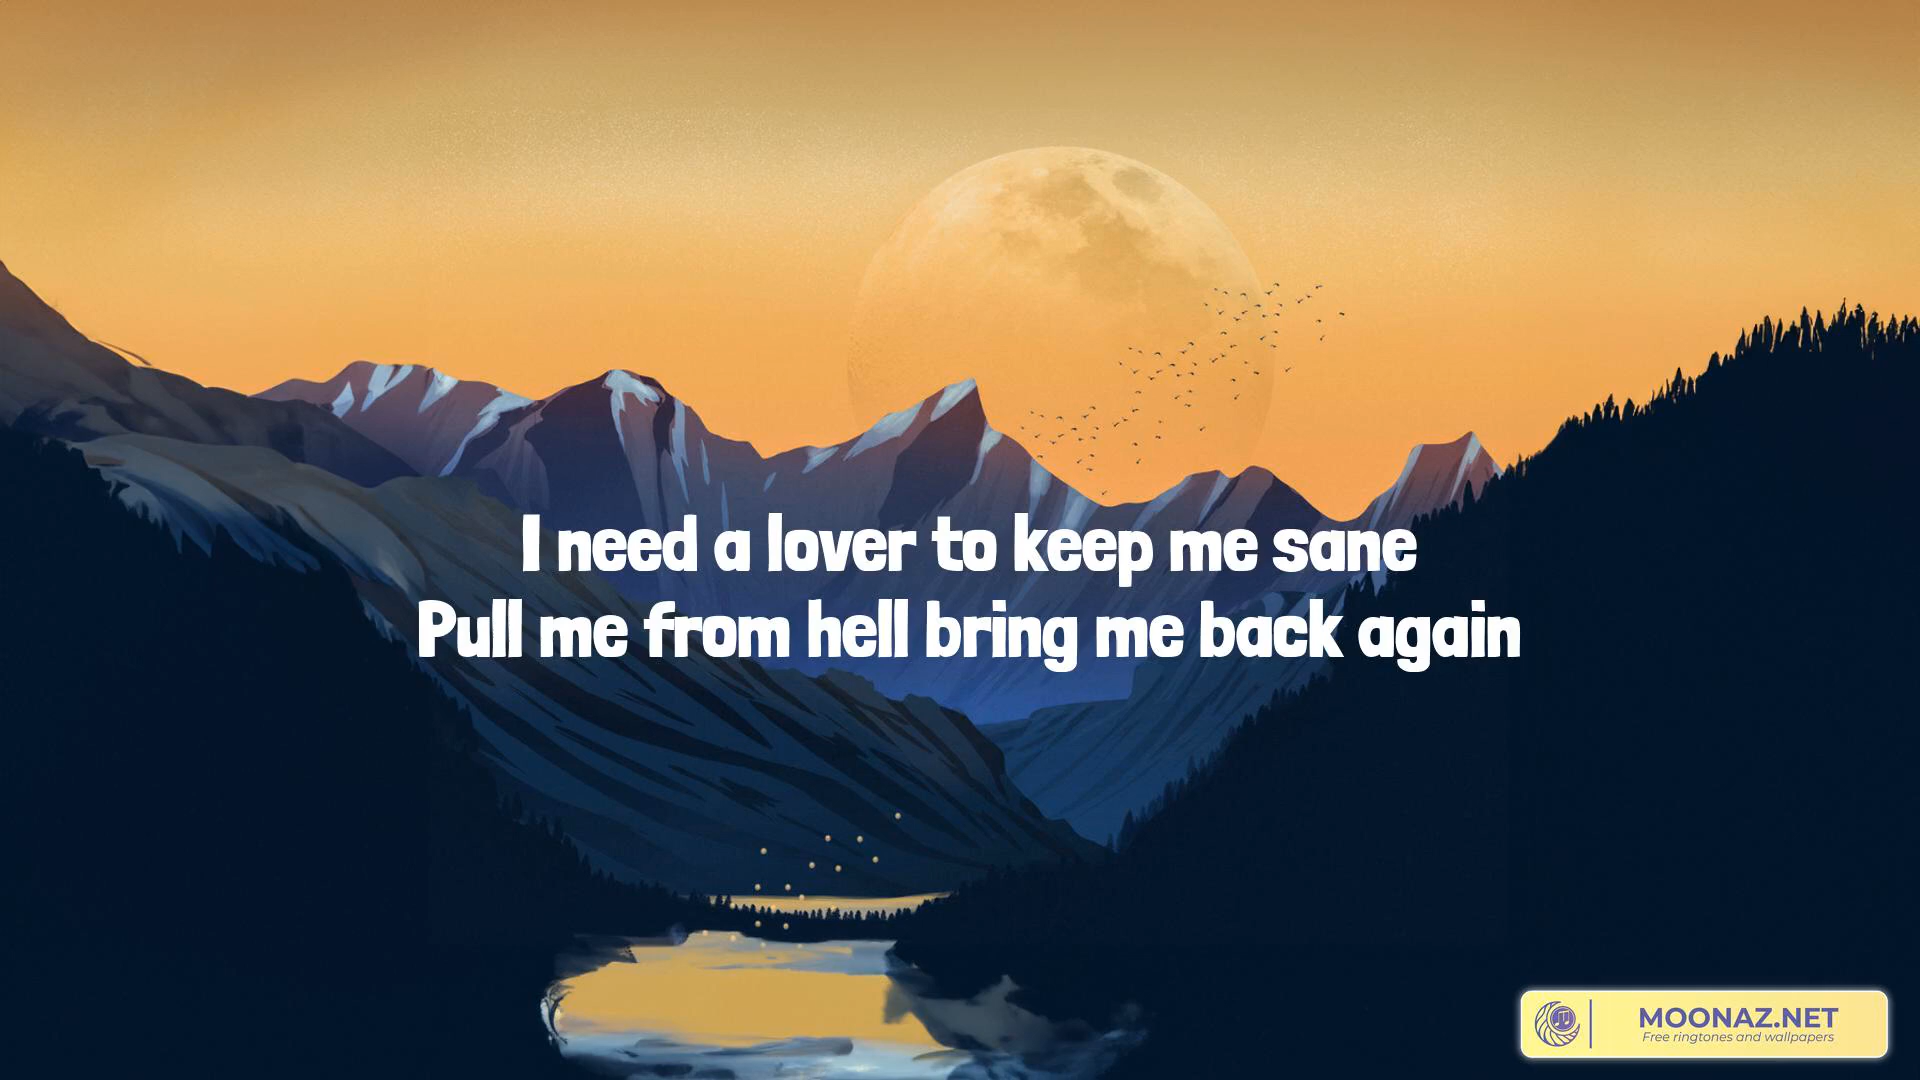 I need a lover to keep me sane
Pull me from hell bring me back again
MOONAZ.NET
Free ringtones and wallpapers